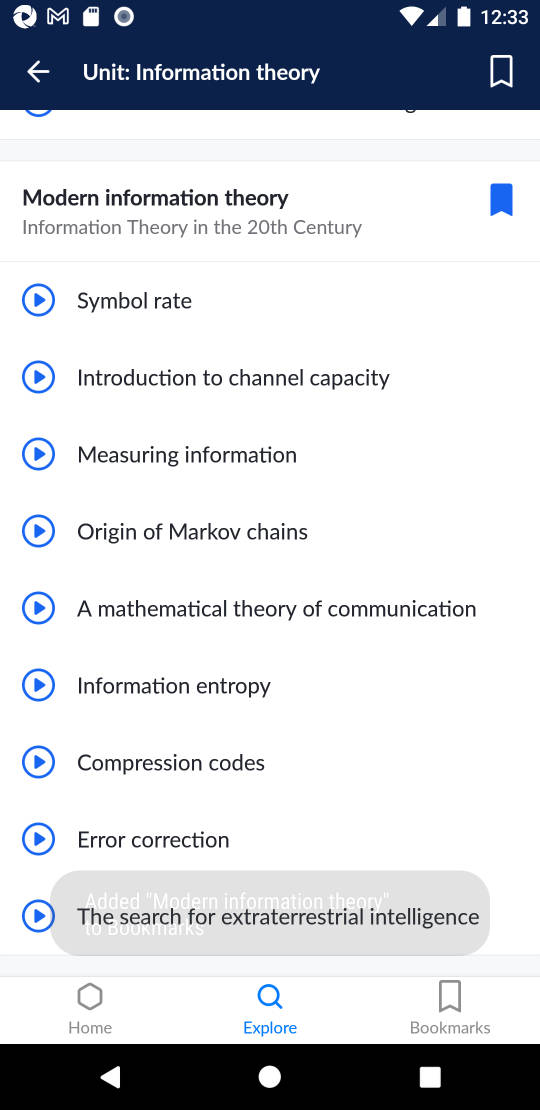 12:33
Unit: Information theory
Modern information theory
Information Theory in the 20th Century
Symbol rate
Introduction to channel capacity
Measuring information
Origin of Markov chains
A mathematical theory of communication
Information entropy
Compression codes
Error correction
Added "Modern information theory"
The search for extraterrestrial intelligence
to Bookmarks
Home
Explore
Bookmarks